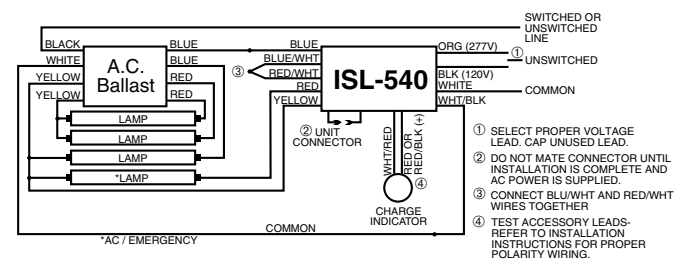 SWITCHED OR
UNSWITCHED
LINE
BLACK
BLUE
BLUE
ORG (277V)
①
UNSWITCHED
WHITE
BLUE
BLUE/WHT
A.C.
Ballast
③
ISL-540
YELLOW
RED
RED/WHT
BLK (120V)
RED
WHITE
COMMON
YELLOW
RED
YELLOW
WHT/BLK
LAMP
LAMP
LAMP
*LAMP
② UNIT
CONNECTOR
WHT/RED
RED OR
RED/BLK (+)
④
CHARGE
INDICATOR
COMMON
*AC / EMERGENCY
① SELECT PROPER VOLTAGE
LEAD. CAP UNUSED LEAD.
② DO NOT MATE CONNECTOR UNTIL
INSTALLATION IS COMPLETE AND
AC POWER IS SUPPLIED.
③ CONNECT BLU/WHT AND RED/WHT
WIRES TOGETHER
④ TEST ACCESSORY LEADS-
REFER TO INSTALLATION
INSTRUCTIONS FOR PROPER
POLARITY WIRING.